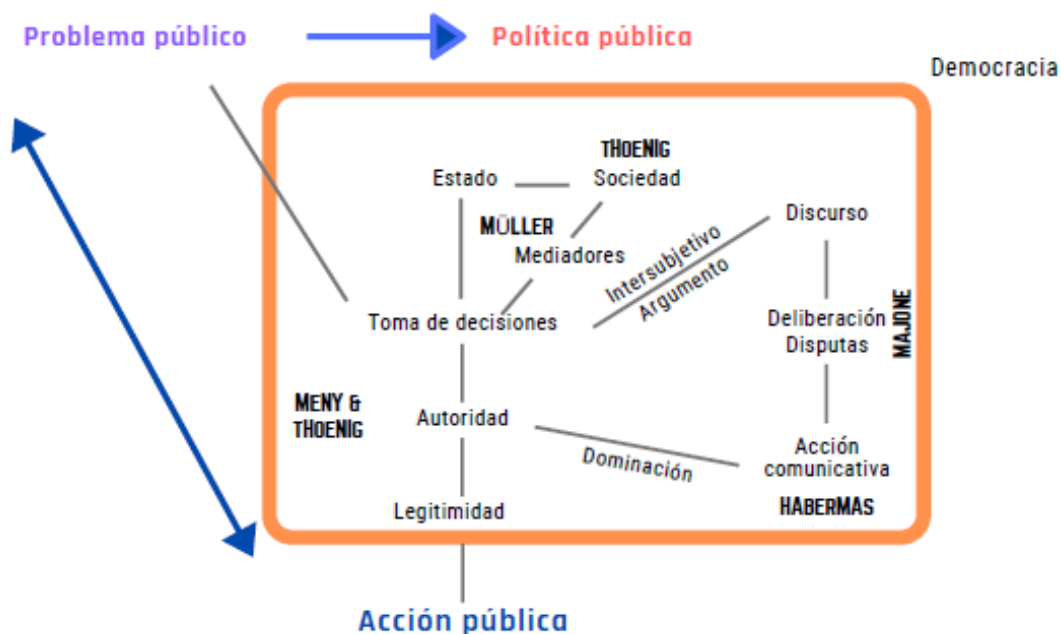 Problema público
Política pública
Democracia
THOENIG
Estado
Sociedad
MÜLLER
Mediadores
Discurso
Intersubjetivo
Argumento
Toma de decisiones
Deliberación
Disputas
MAJONE
MENY &
THOENIG
Autoridad
Dominación
Acción
comunicativa
HABERMAS
Legitimidad
Acción pública